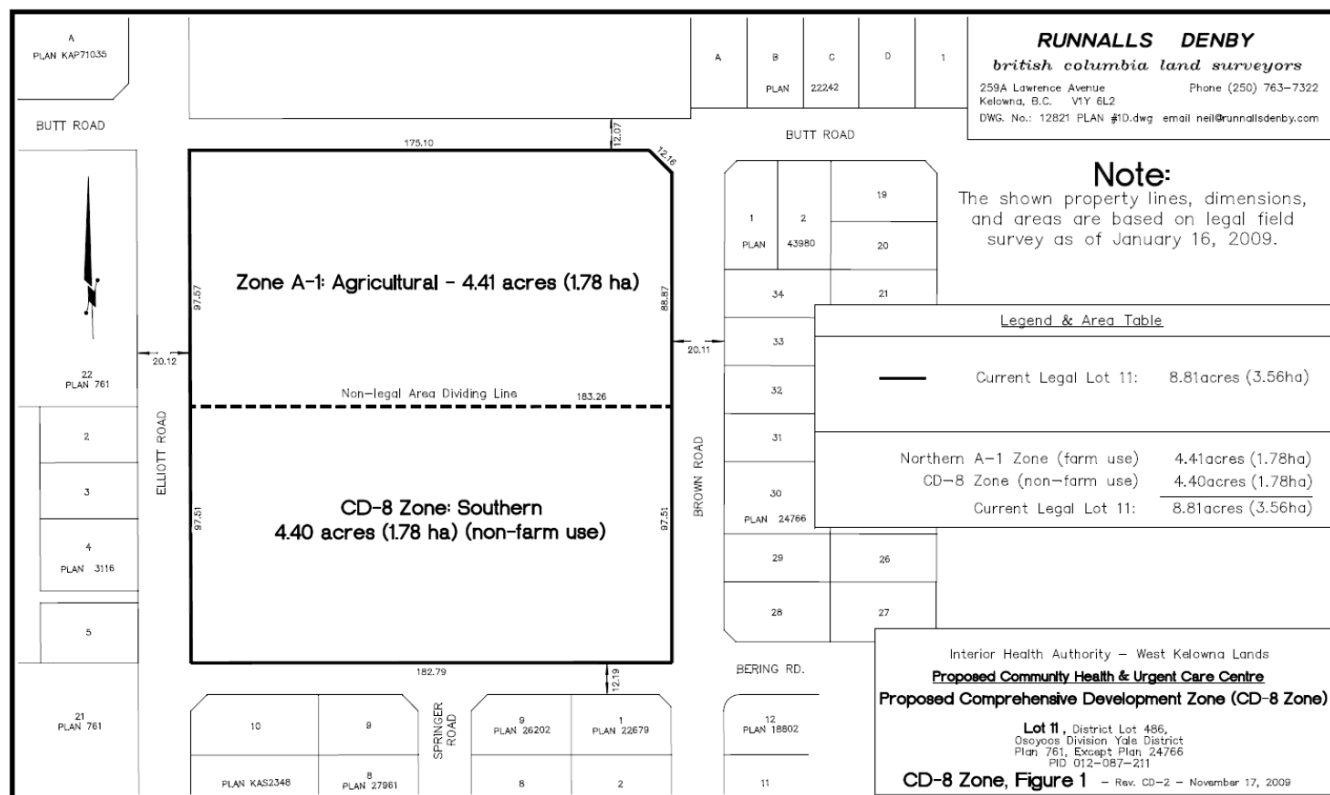 A
PLAN KAP71035
BUTT ROAD
A
B
C
D
1
PLAN 22242
BUTT ROAD
RUNNALLS DENBY
british columbia land surveyors
259A Lawrence Avenue Phone (250) 763-7322
Kelowna, B.C. V1Y 6L2
DWG. No.: 12821 PLAN #1D.dwg email neil@runnallsdenby.com
Note:
The shown property lines, dimensions,
and areas are based on legal field
survey as of January 16, 2009.
175.10
12.07
12.16
N
Zone A-1: Agricultural - 4.41 acres (1.78 ha)
97.57
88.87
20.12
20.11
Non-legal Area Dividing Line 183.26
CD-8 Zone: Southern
4.40 acres (1.78 ha) (non-farm use)
97.51
97.51
182.79
12.19
22
PLAN 761
2
3
4
PLAN 3116
5
21
PLAN 761
ELLIOTT ROAD
BROWN ROAD
1
2
PLAN 43980
19
20
21
34
33
32
31
30
PLAN 24766
29
26
28
27
BERING RD.
12
PLAN 18802
11
10
9
PLAN KAS2348
8
PLAN 27961
SPRINGER
ROAD
9
PLAN 26202
1
PLAN 22679
8
2
Legend & Area Table
Current Legal Lot 11: 8.81acres (3.56ha)
Northern A-1 Zone (farm use) 4.41acres (1.78ha)
CD-8 Zone (non-farm use) 4.40acres (1.78ha)
Current Legal Lot 11: 8.81acres (3.56ha)
Interior Health Authority - West Kelowna Lands
Proposed Community Health & Urgent Care Centre
Proposed Comprehensive Development Zone (CD-8 Zone)
Lot 11, District Lot 486,
Osoyoos Division Yale District
Plan 761, Except Plan 24766
PID 012-087-211
CD-8 Zone, Figure 1 - Rev. CD-2 - November 17, 2009